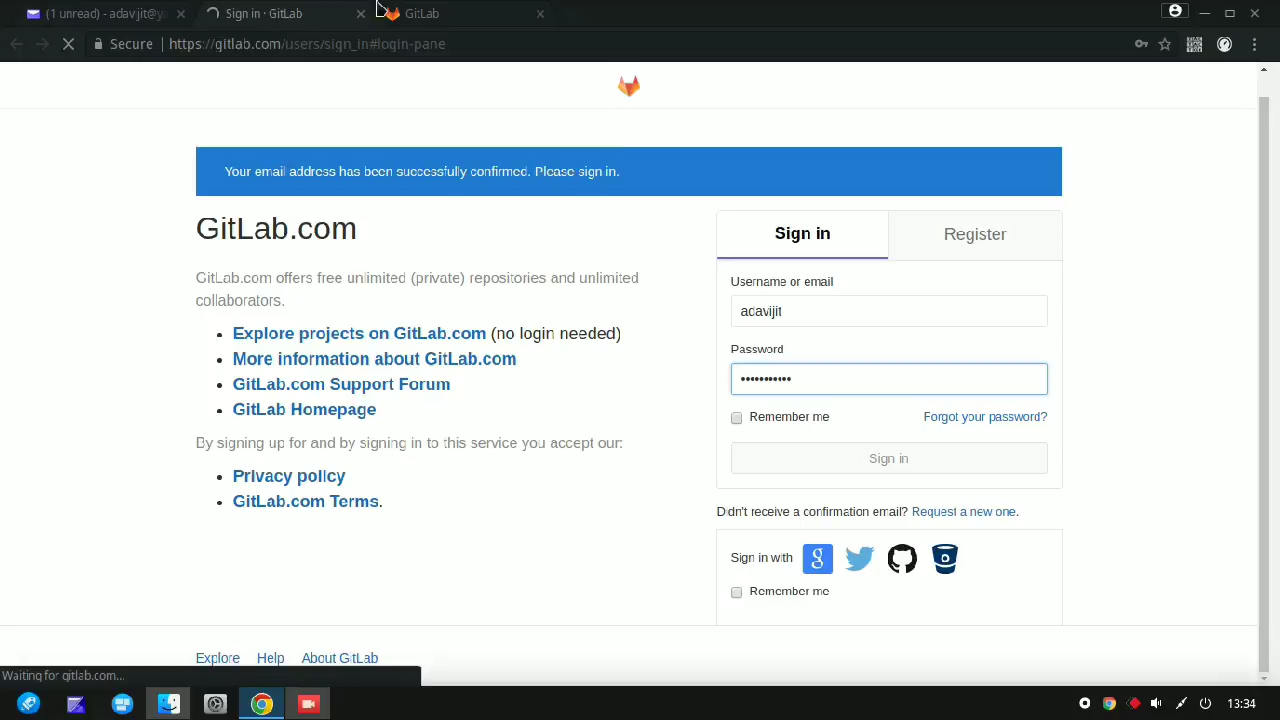 (1 unread) - adavijit@y
Sign in · GitLab
GitLab
Secure
https://gitlab.com/users/sign_in#login-pane
Your email address has been successfully confirmed. Please sign in.
GitLab.com
GitLab.com offers free unlimited (private) repositories and unlimited
collaborators.
Explore projects on GitLab.com (no login needed)
More information about GitLab.com
GitLab.com Support Forum
GitLab Homepage
By signing up for and by signing in to this service you accept our:
Privacy policy
GitLab.com Terms.
Sign in
Register
Username or email
adavijit
Password
•••••••••••
Remember me
Forgot your password?
Sign in
Didn't receive a confirmation email? Request a new one.
Sign in with
Remember me
Explore
Help
About GitLab
Waiting for gitlab.com...
13:34